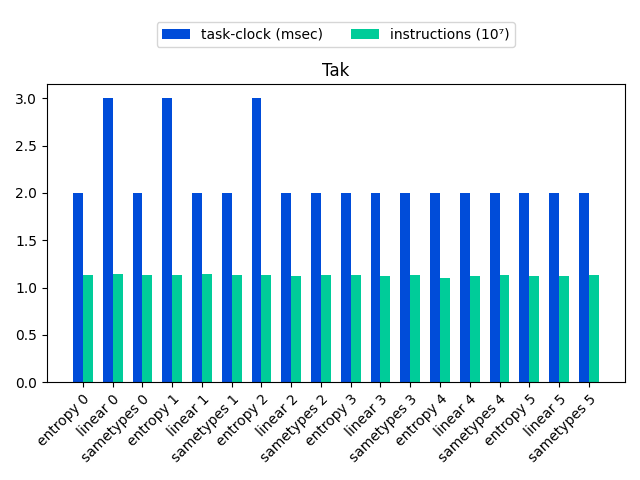 task-clock (msec) instructions (10⁷)
Tak
3.0
2.5
2.0
1.5
1.0
0.5
0.0
entropy 0
linear 0
sametypes 0
entropy 1
linear 1
sametypes 1
entropy 2
linear 2
sametypes 2
entropy 3
linear 3
sametypes 3
entropy 4
linear 4
sametypes 4
entropy 5
linear 5
sametypes 5